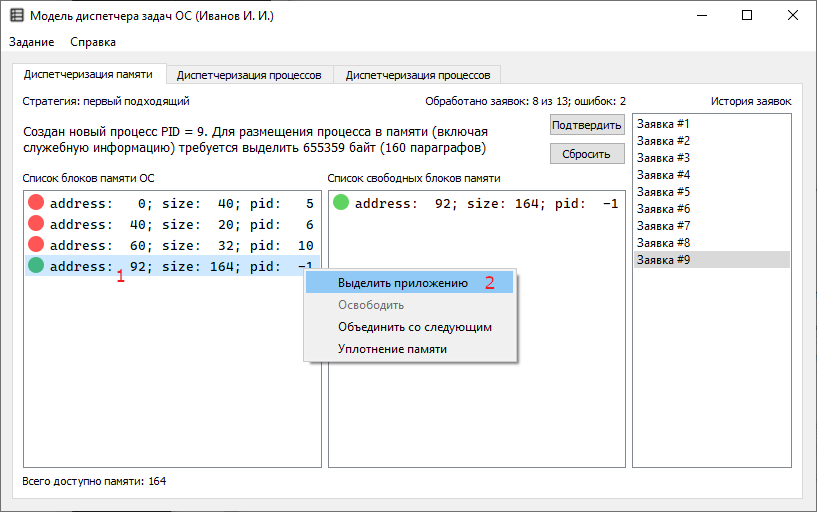 Модель диспетчера задач ОС (Иванов И. И.)
Задание Справка
Диспетчеризация памяти Диспетчеризация процессов Диспетчеризация процессов
Стратегия: первый подходящий Обработано заявок: 8 из 13; ошибок: 2 История заявок
Создан новый процесс PID = 9. Для размещения процесса в памяти (включая
служебную информацию) требуется выделить 655359 байт (160 параграфов)
Подтвердить
Сбросить
Список блоков памяти ОС
address: 0; size: 40; pid: 5
address: 40; size: 20; pid: 6
address: 60; size: 32; pid: 10
address: 92; size: 164; pid: -1
1
Список свободных блоков памяти
address: 92; size: 164; pid: -1
Выделить приложению 2
Освободить
Объединить со следующим
Уплотнение памяти
Заявка #1
Заявка #2
Заявка #3
Заявка #4
Заявка #5
Заявка #6
Заявка #7
Заявка #8
Заявка #9
Всего доступно памяти: 164